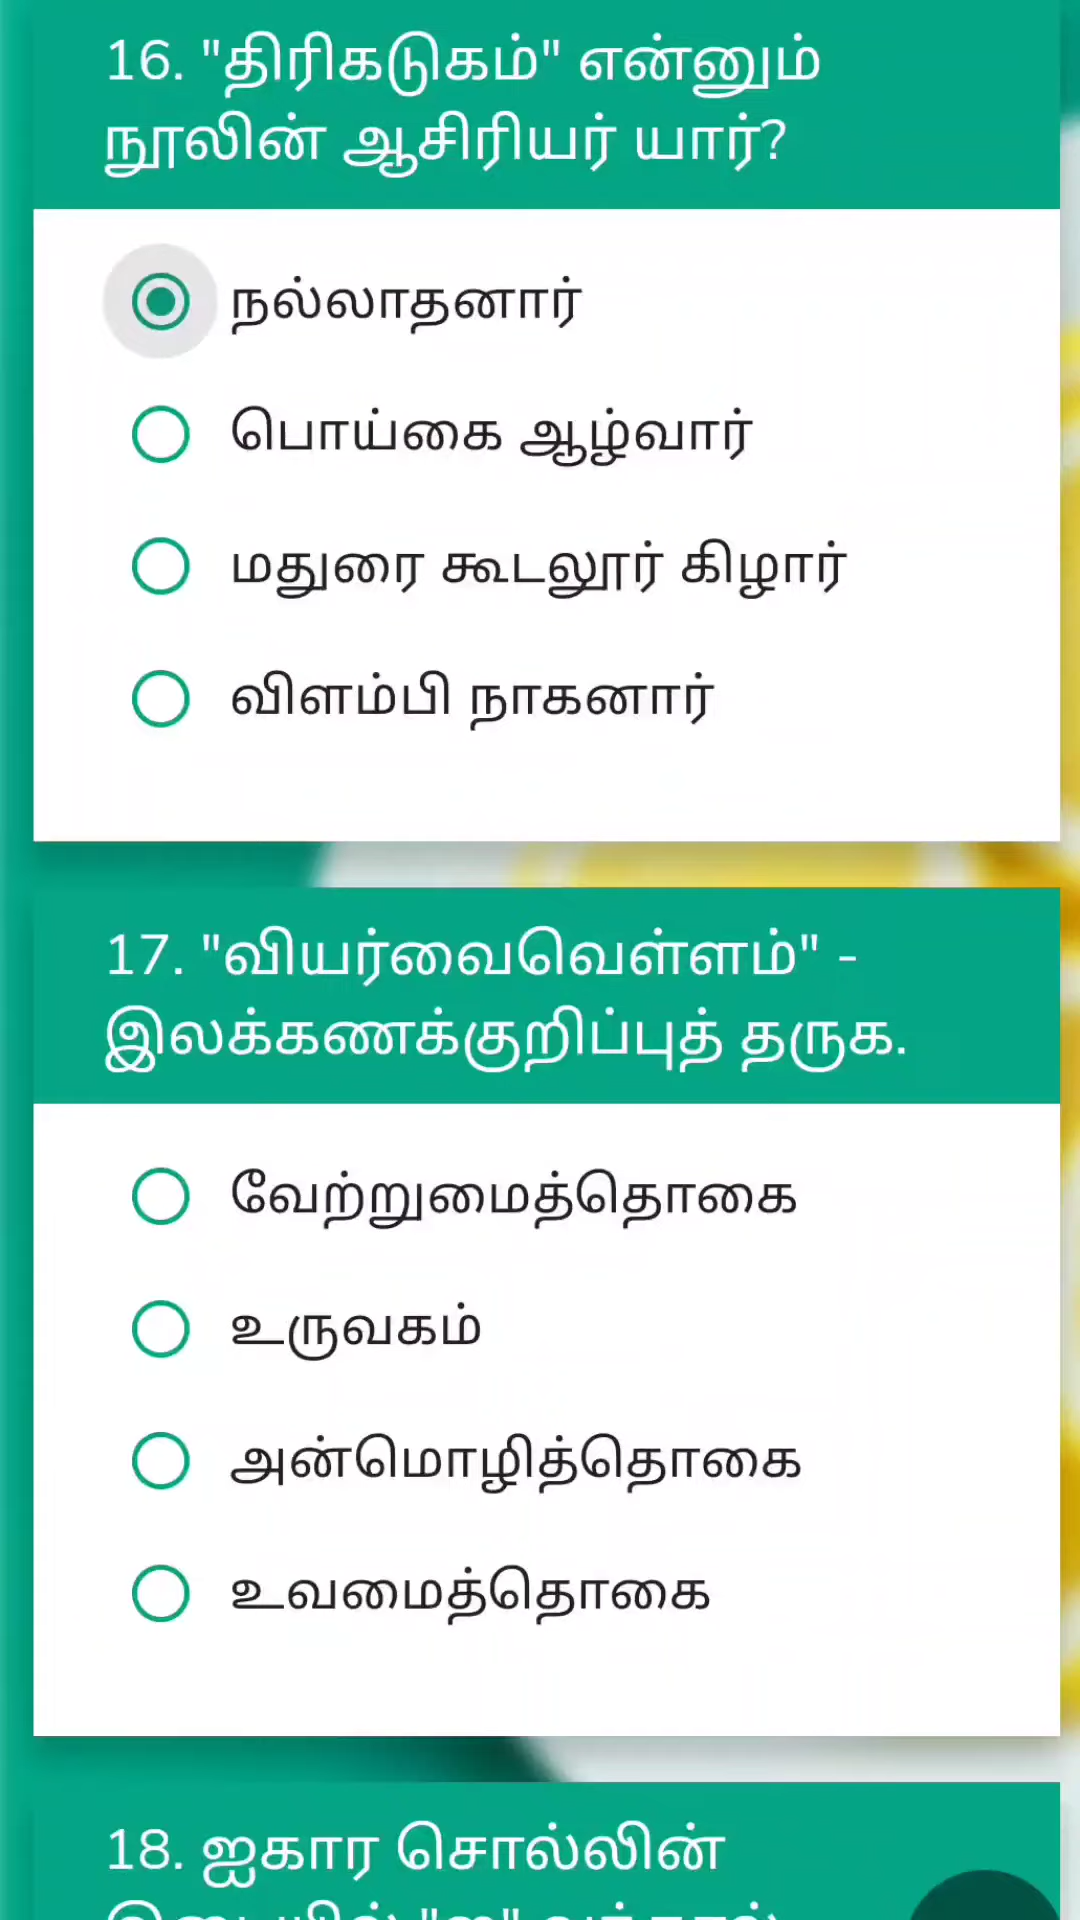 16. "திரிகடுகம்" என்னும்
நூலின் ஆசிரியர் யார்?
நல்லாதனார்
பொய்கை ஆழ்வார்
மதுரை கூடலூர் கிழார்
விளம்பி நாகனார்
17. "வியர்வைவெள்ளம்" -
இலக்கணக்குறிப்புத் தருக.
வேற்றுமைத்தொகை
உருவகம்
அன்மொழித்தொகை
உவமைத்தொகை
18. ஐகார சொல்லின்